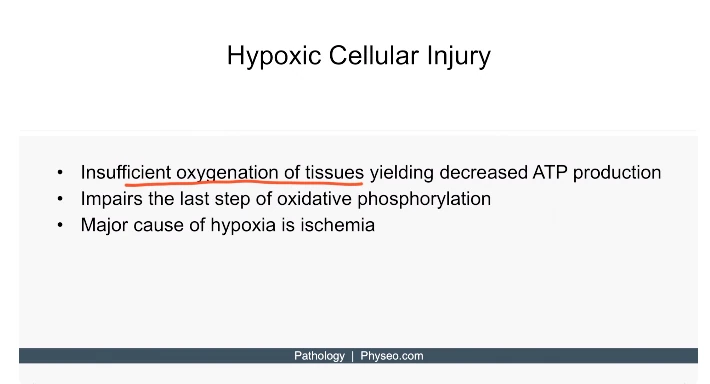 Hypoxic Cellular Injury
• Insufficient oxygenation of tissues yielding decreased ATP production
• Impairs the last step of oxidative phosphorylation
• Major cause of hypoxia is ischemia
Pathology | Physeo.com